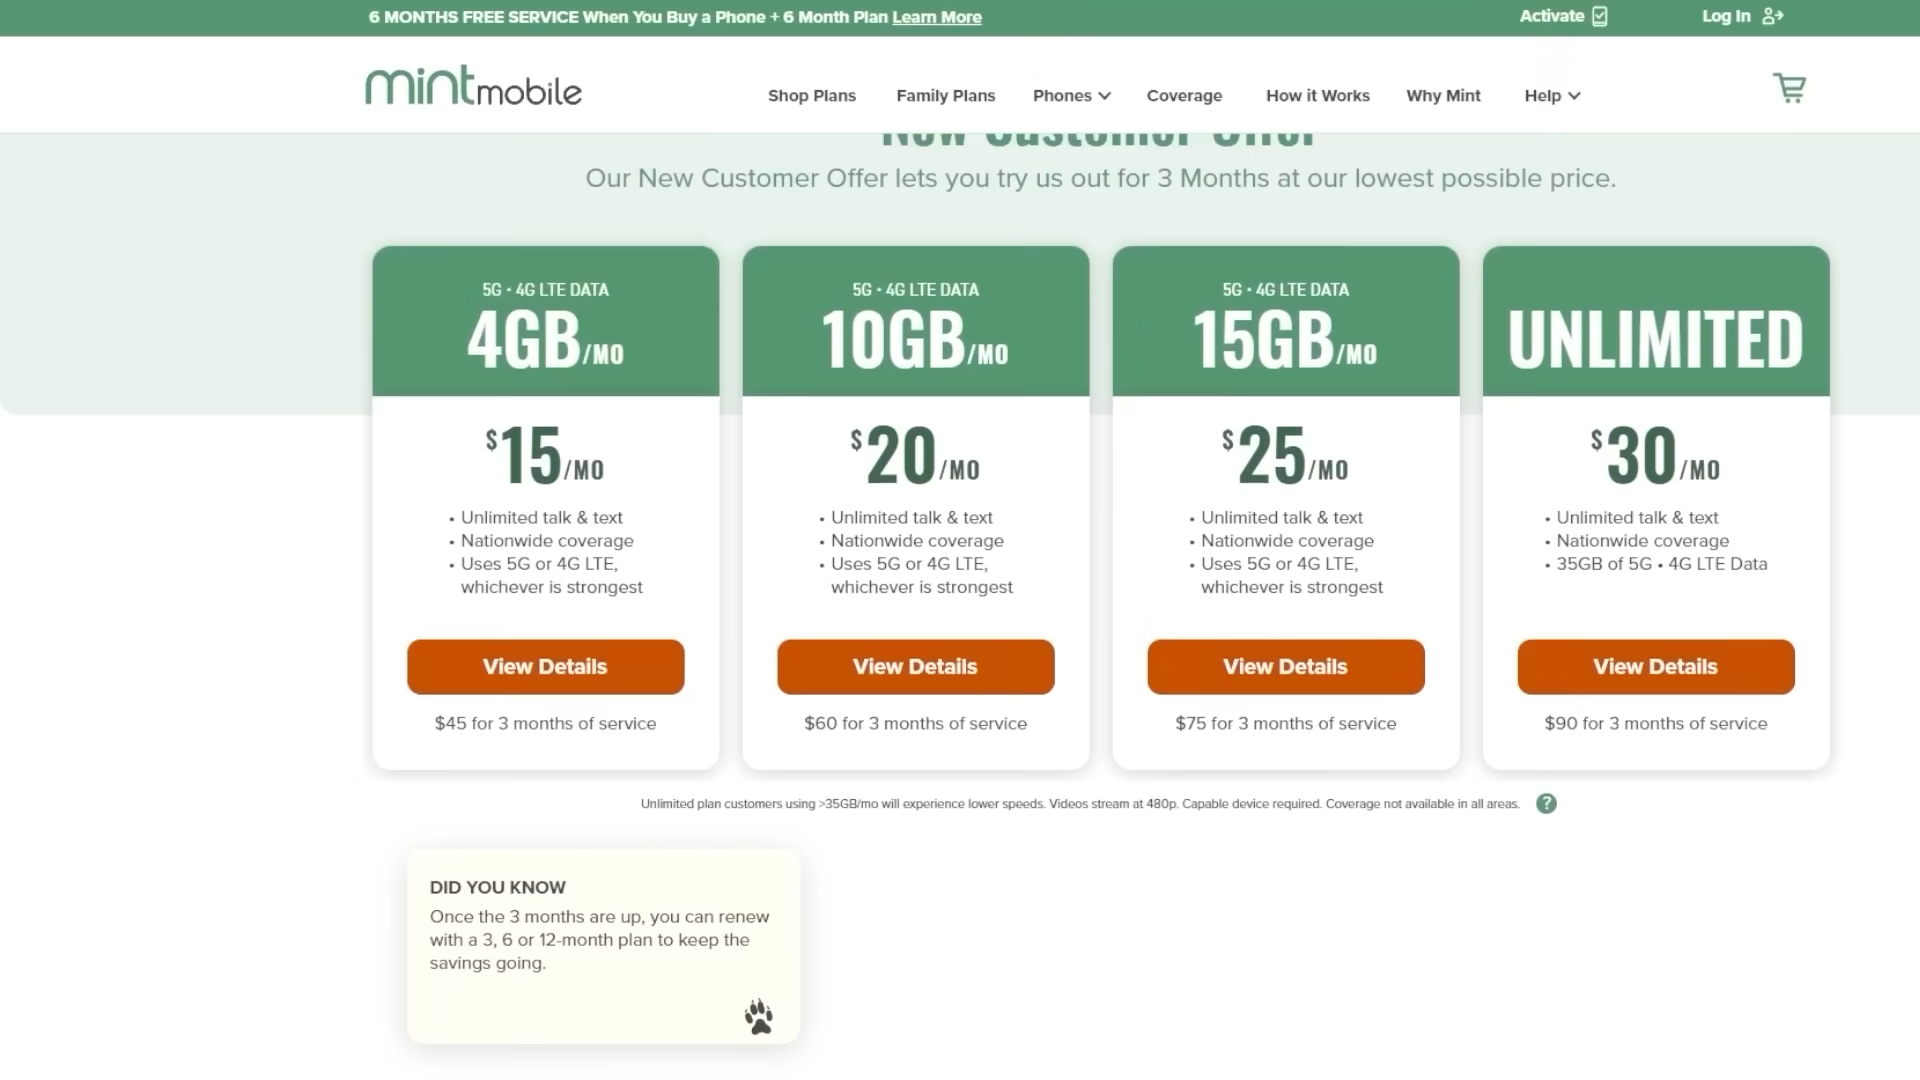 6 MONTHS FREE SERVICE When You Buy a Phone + 6 Month Plan Learn More
Activate
Log In
mintmobile
Shop Plans
Family Plans
Phones
Coverage
How it Works
Why Mint
Help
New Customer Offer
Our New Customer Offer lets you try us out for 3 Months at our lowest possible price.
5G • 4G LTE DATA
4GB/MO
$15/MO
• Unlimited talk & text
• Nationwide coverage
• Uses 5G or 4G LTE,
whichever is strongest
View Details
$45 for 3 months of service
5G • 4G LTE DATA
10GB/MO
$20/MO
• Unlimited talk & text
• Nationwide coverage
• Uses 5G or 4G LTE,
whichever is strongest
View Details
$60 for 3 months of service
5G • 4G LTE DATA
15GB/MO
$25/MO
• Unlimited talk & text
• Nationwide coverage
• Uses 5G or 4G LTE,
whichever is strongest
View Details
$75 for 3 months of service
UNLIMITED
$30/MO
• Unlimited talk & text
• Nationwide coverage
• 35GB of 5G • 4G LTE Data
View Details
$90 for 3 months of service
Unlimited plan customers using >35GB/mo will experience lower speeds. Videos stream at 480p. Capable device required. Coverage not available in all areas. ?
DID YOU KNOW
Once the 3 months are up, you can renew
with a 3, 6 or 12-month plan to keep the
savings going.